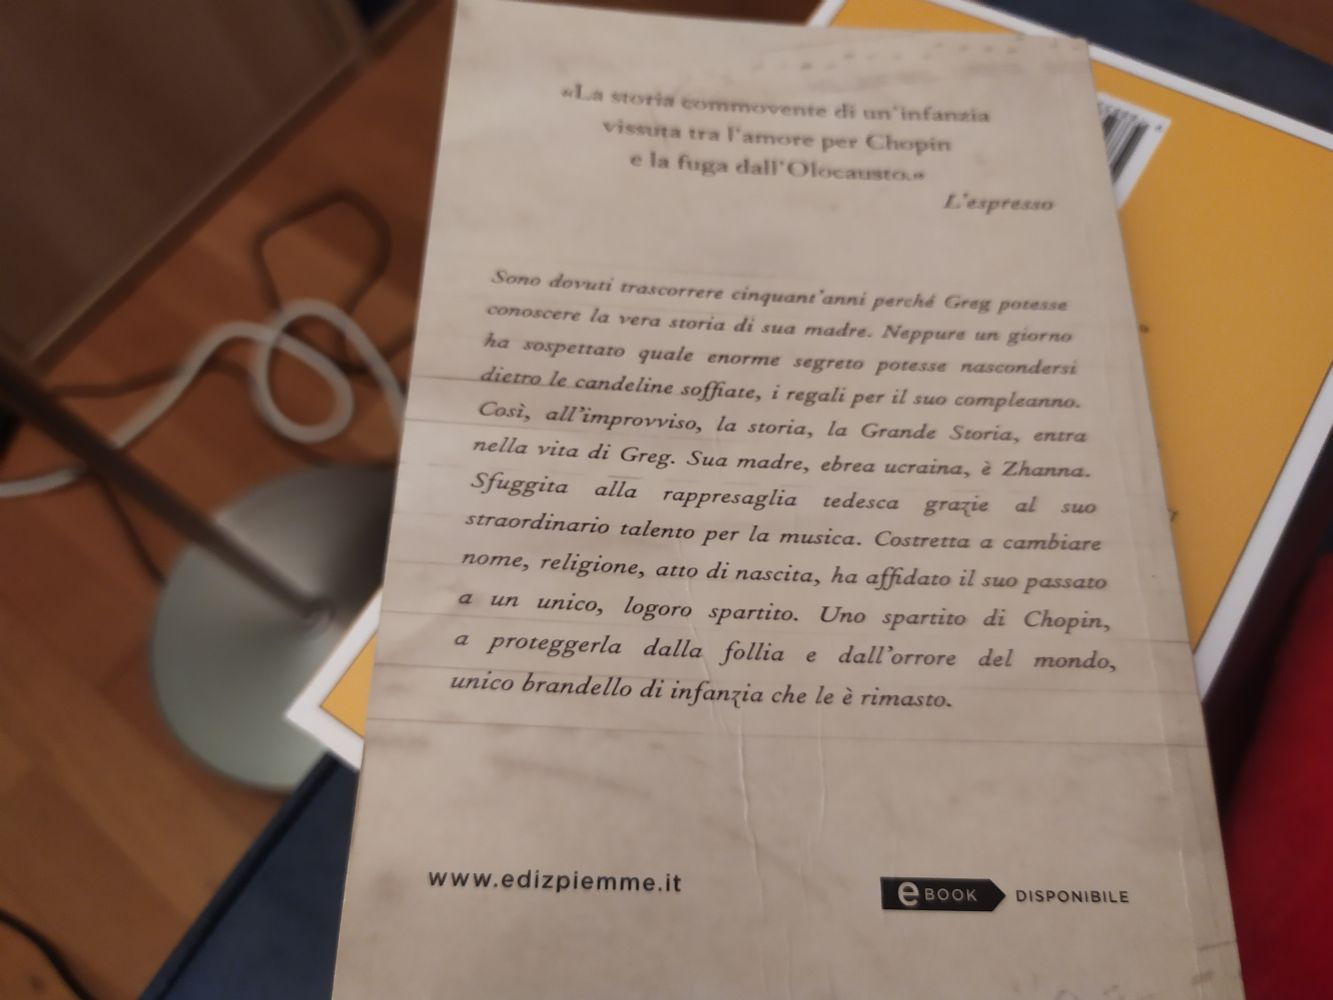 «La storia commovente di un'infanzia
vissuta tra l'amore per Chopin
e la fuga dall'Olocausto.»
L'espresso
Sono dovuti trascorrere cinquant'anni perché Greg potesse
conoscere la vera storia di sua madre. Neppure un giorno
ha sospettato quale enorme segreto potesse nascondersi
dietro le candeline soffiate, i regali per il suo compleanno.
Così, all'improvviso, la storia, la Grande Storia, entra
nella vita di Greg. Sua madre, ebrea ucraina, è Zhanna.
Sfuggita alla rappresaglia tedesca grazie al suo
straordinario talento per la musica. Costretta a cambiare
nome, religione, atto di nascita, ha affidato il suo passato
a un unico, logoro spartito. Uno spartito di Chopin,
a proteggerla dalla follia e dall'orrore del mondo,
unico brandello di infanzia che le è rimasto.
www.edizpiemme.it
eBOOK DISPONIBILE